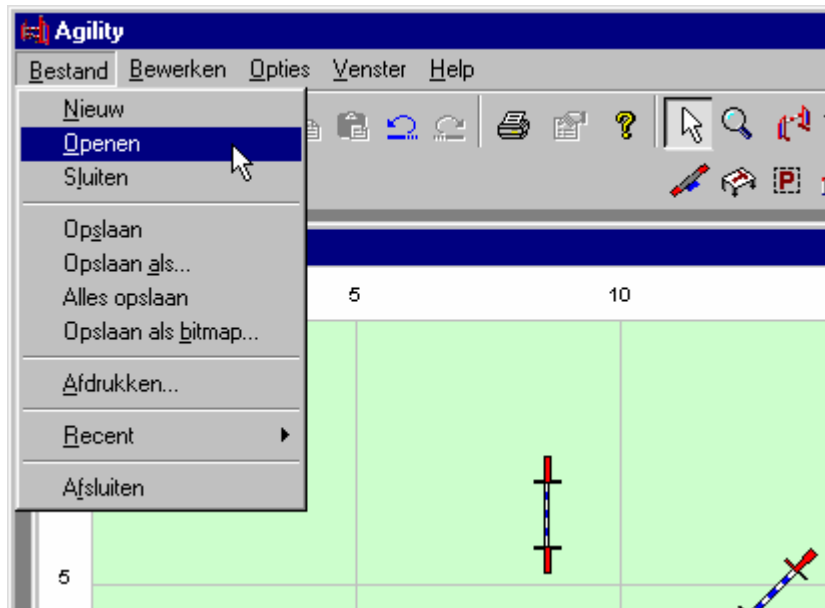 Agility
Bestand Bewerken Opties Venster Help
Nieuw
Openen
Sluiten
Opslaan
Opslaan als...
Alles opslaan
Opslaan als bitmap...
Afdrukken...
Recent
Afsluiten
?
P
5 10
5